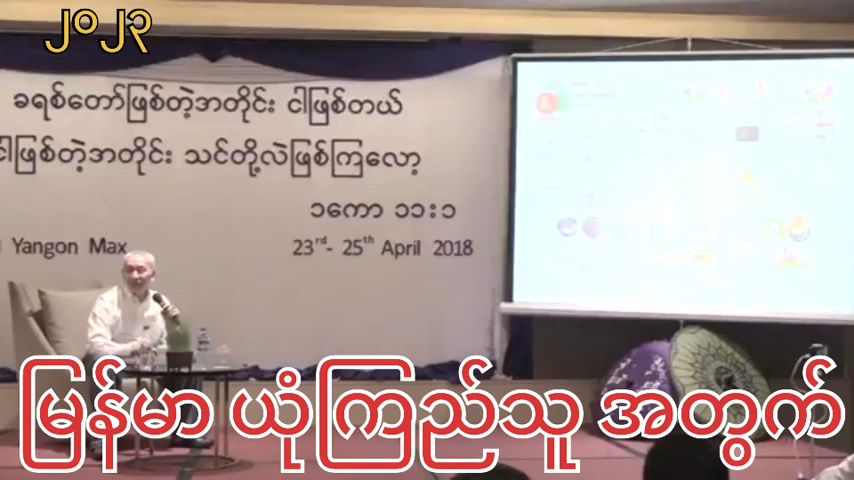 ၂၀၂၃
ခရစ်တော်ဖြစ်တဲ့အတိုင်း ငါဖြစ်တယ်
ငါဖြစ်တဲ့အတိုင်း သင်တို့လဲဖြစ်ကြလော့
၁ကော ၁၁း၁
Yangon Max
23rd- 25th April 2018
မြန်မာ ယုံကြည်သူ အတွက်